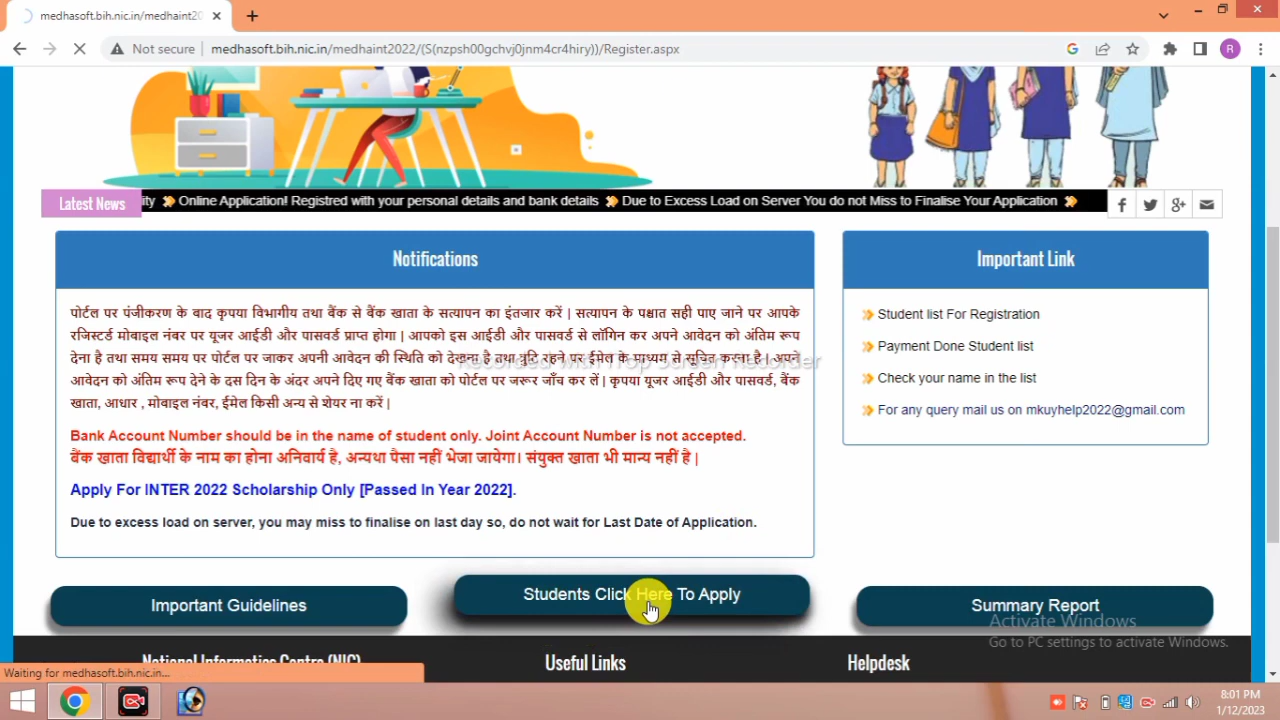 medhasoft.bih.nic.in/medhaint202
Not secure medhasoft.bih.nic.in/medhaint2022/(S(nzpsh00gchvj0jnm4cr4hiry))/Register.aspx
R
Latest News ity Online Application! Registred with your personal details and bank details Due to Excess Load on Server You do not Miss to Finalise Your Application
Notifications
पोर्टल पर पंजीकरण के बाद कृपया विभागीय तथा बैंक से बैंक खाता के सत्यापन का इंतजार करें | सत्यापन के पश्चात सही पाए जाने पर आपके
रजिस्टर्ड मोबाइल नंबर पर यूजर आईडी और पासवर्ड प्राप्त होगा | आपको इस आईडी और पासवर्ड से लॉगिन कर अपने आवेदन को अंतिम रूप
देना है तथा समय समय पर पोर्टल पर जाकर अपनी आवेदन की स्थिति को देखना है तथा त्रुटि रहने पर ईमेल के माध्यम से सूचित करना है | अपने
आवेदन को अंतिम रूप देने के दस दिन के अंदर अपने दिए गए बैंक खाता को पोर्टल पर जरूर जाँच कर लें | कृपया यूजर आईडी और पासवर्ड, बैंक
खाता, आधार , मोबाइल नंबर, ईमेल किसी अन्य से शेयर ना करें |
Recorded with iTop Screen Recorder
Bank Account Number should be in the name of student only. Joint Account Number is not accepted.
बैंक खाता विद्यार्थी के नाम का होना अनिवार्य है, अन्यथा पैसा नहीं भेजा जायेगा। संयुक्त खाता भी मान्य नहीं है |
Apply For INTER 2022 Scholarship Only [Passed In Year 2022].
Due to excess load on server, you may miss to finalise on last day so, do not wait for Last Date of Application.
Important Link
Student list For Registration
Payment Done Student list
Check your name in the list
For any query mail us on mkuyhelp2022@gmail.com
Important Guidelines
Students Click Here To Apply
Summary Report
Activate Windows
Go to PC settings to activate Windows.
National Informatics Centre (NIC)
Useful Links
Helpdesk
Waiting for medhasoft.bih.nic.in...
8:01 PM
1/12/2023